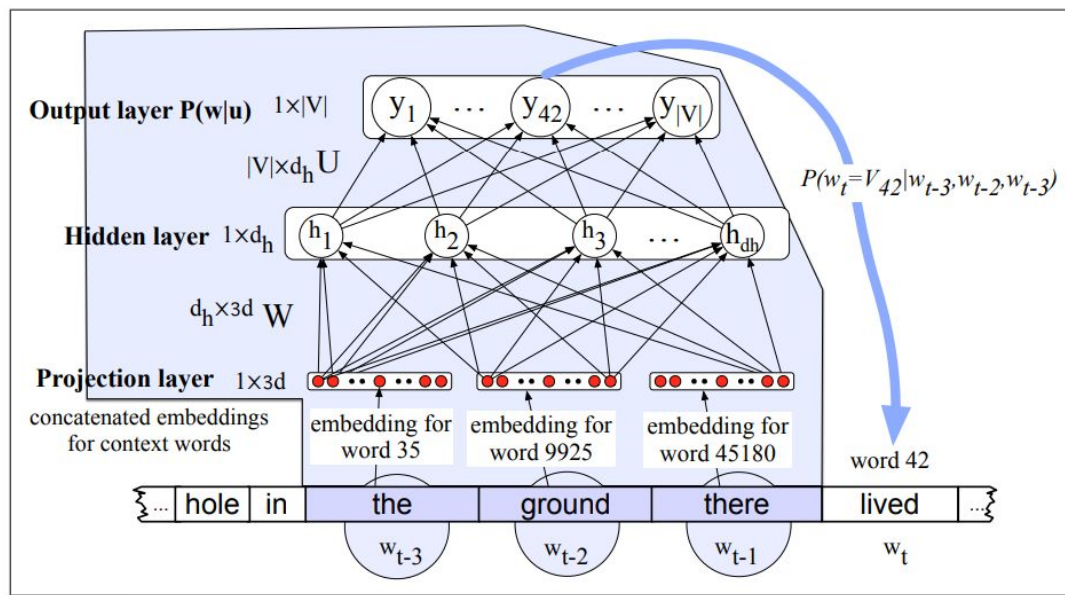 Output layer P(w|u) 1×|V|
y1 ... y42 ... y|V|
|V|×dh U
P(wt=V42|wt-3,wt-2,wt-3)
Hidden layer 1×dh
h1 h2 h3 ... hdh
dh×3d W
Projection layer 1×3d
concatenated embeddings
for context words
embedding for
word 35
embedding for
word 9925
embedding for
word 45180
word 42
... hole in the ground there lived ...
wt-3 wt-2 wt-1 wt